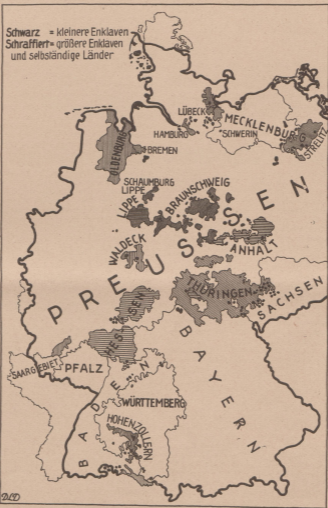 Schwarz = kleinere Enklaven
Schraffiert = größere Enklaven
und selbständige Länder
LÜBECK
MECKLENBURG
HAMBURG
SCHWERIN
STRELITZ
OLDENBURG
BREMEN
SCHAUMBURG
LIPPE
LIPPE
BRAUNSCHWEIG
ANHALT
WALDECK
PREUSSEN
THÜRINGEN
SACHSEN
HESSEN
SAARGEBIET
PFALZ
BAYERN
BADEN
WÜRTTEMBERG
HOHENZOLLERN